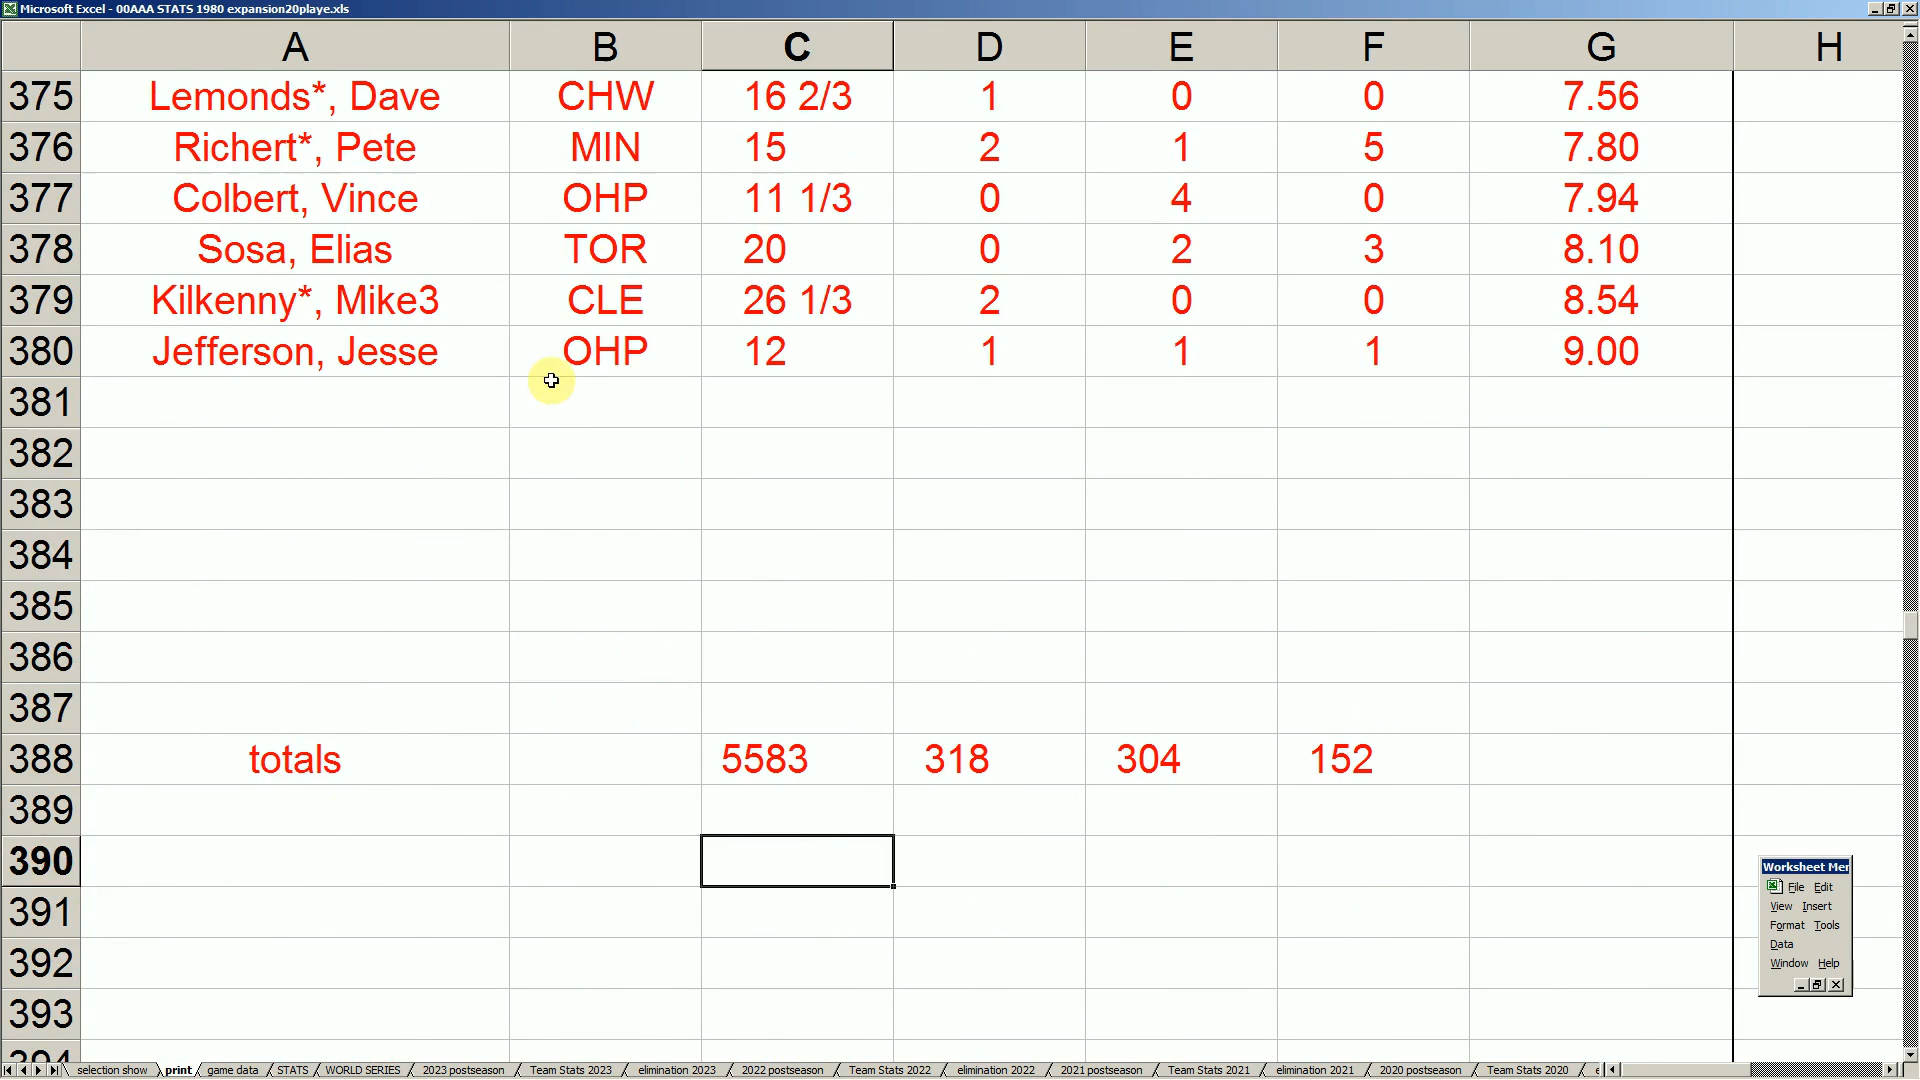 Microsoft Excel - 00AAA STATS 1980 expansion20playe.xls
A B C D E F G H
375 Lemonds*, Dave CHW 16 2/3 1 0 0 7.56
376 Richert*, Pete MIN 15 2 1 5 7.80
377 Colbert, Vince OHP 11 1/3 0 4 0 7.94
378 Sosa, Elias TOR 20 0 2 3 8.10
379 Kilkenny*, Mike3 CLE 26 1/3 2 0 0 8.54
380 Jefferson, Jesse OHP 12 1 1 1 9.00
381
382
383
384
385
386
387
388 totals 5583 318 304 152
389
390
391
392
393
394
Worksheet Mer
File Edit
View Insert
Format Tools
Data
Window Help
selection show print game data STATS WORLD SERIES 2023 postseason Team Stats 2023 elimination 2023 2022 postseason Team Stats 2022 elimination 2022 2021 postseason Team Stats 2021 elimination 2021 2020 postseason Team Stats 2020